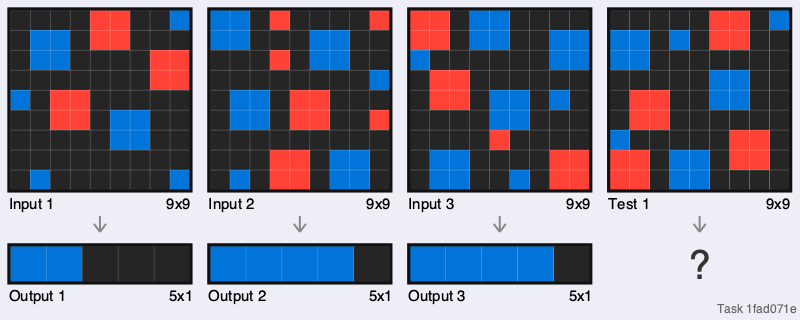 Input 1 9x9 Input 2 9x9 Input 3 9x9 Test 1 9x9
?
Output 1 5x1 Output 2 5x1 Output 3 5x1
Task 1fad071e